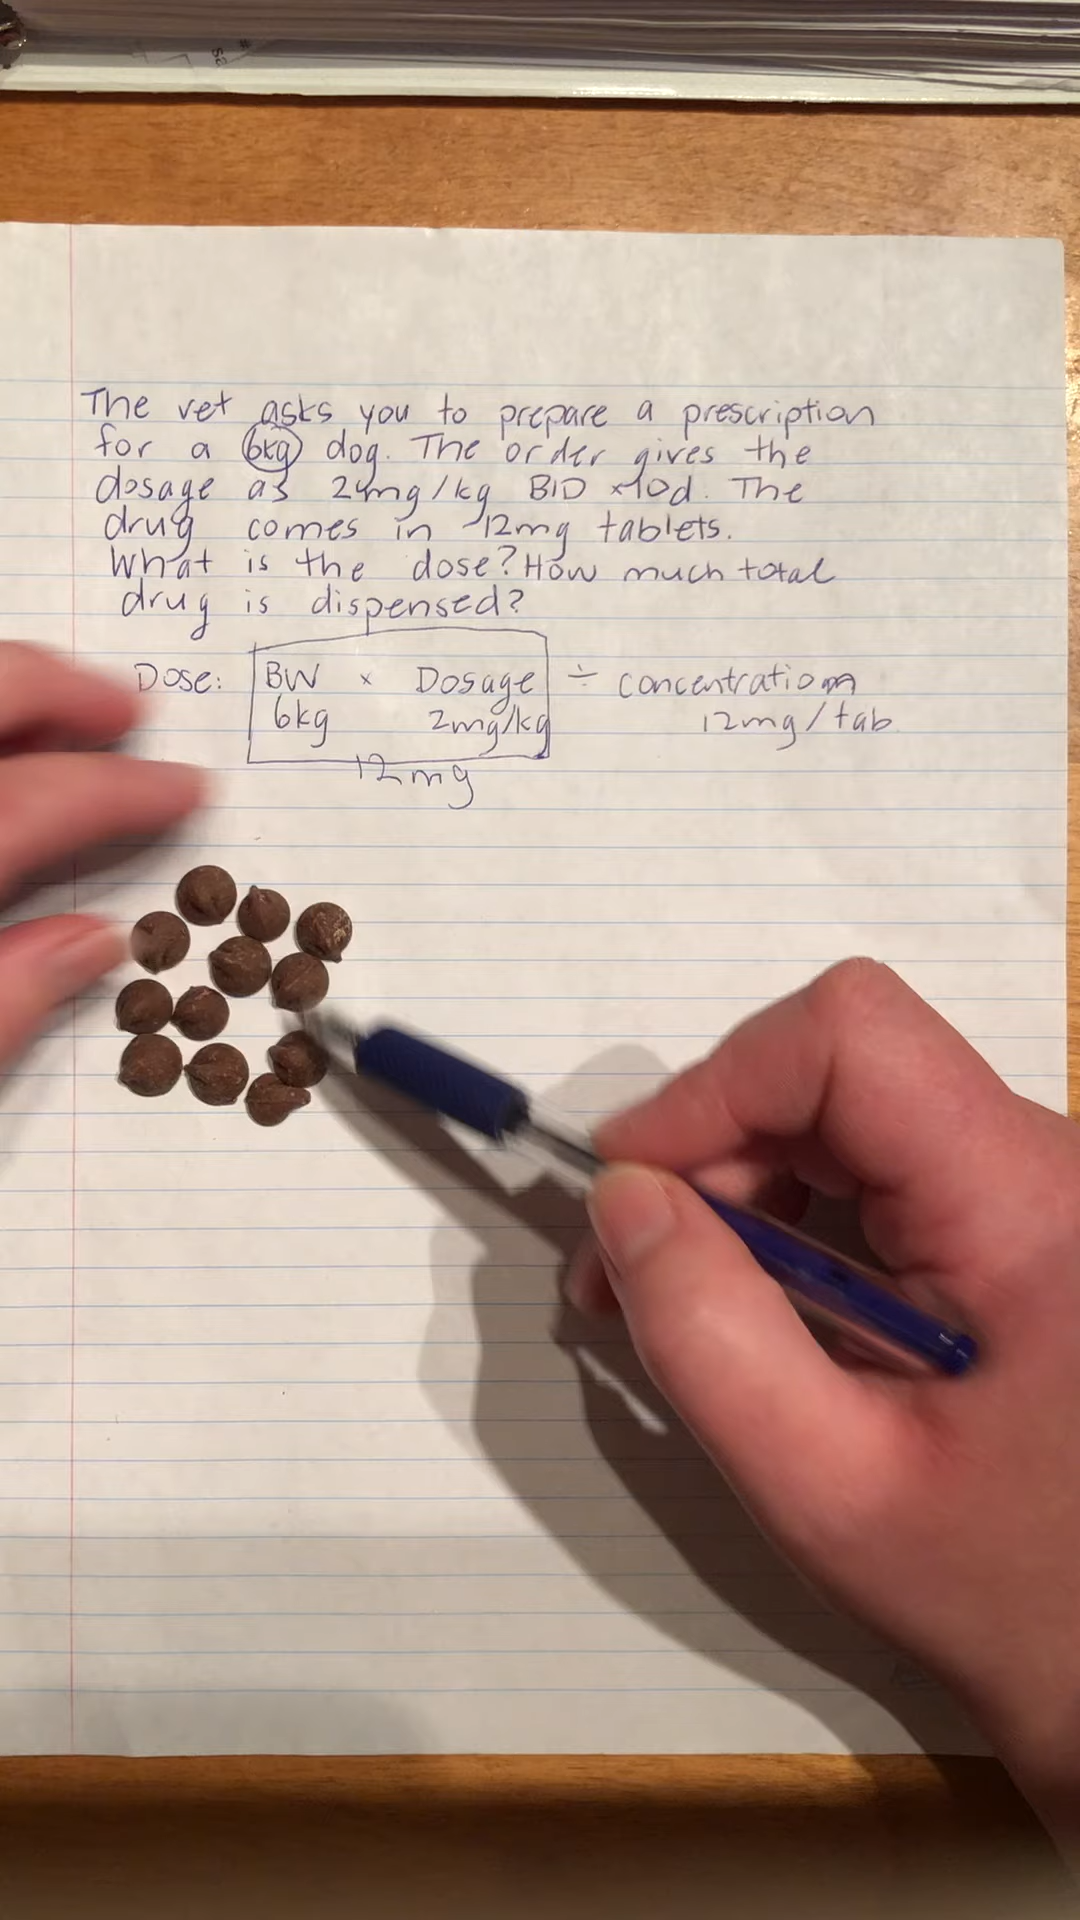 The vet asks you to prepare a prescription
for a 6kg dog. The order gives the
dosage as 2mg/kg BID x10d. The
drug comes in 12mg tablets.
What is the dose? How much total
drug is dispensed?
Dose: BW x Dosage ÷ concentration
6kg 2mg/kg 12mg/tab
12mg